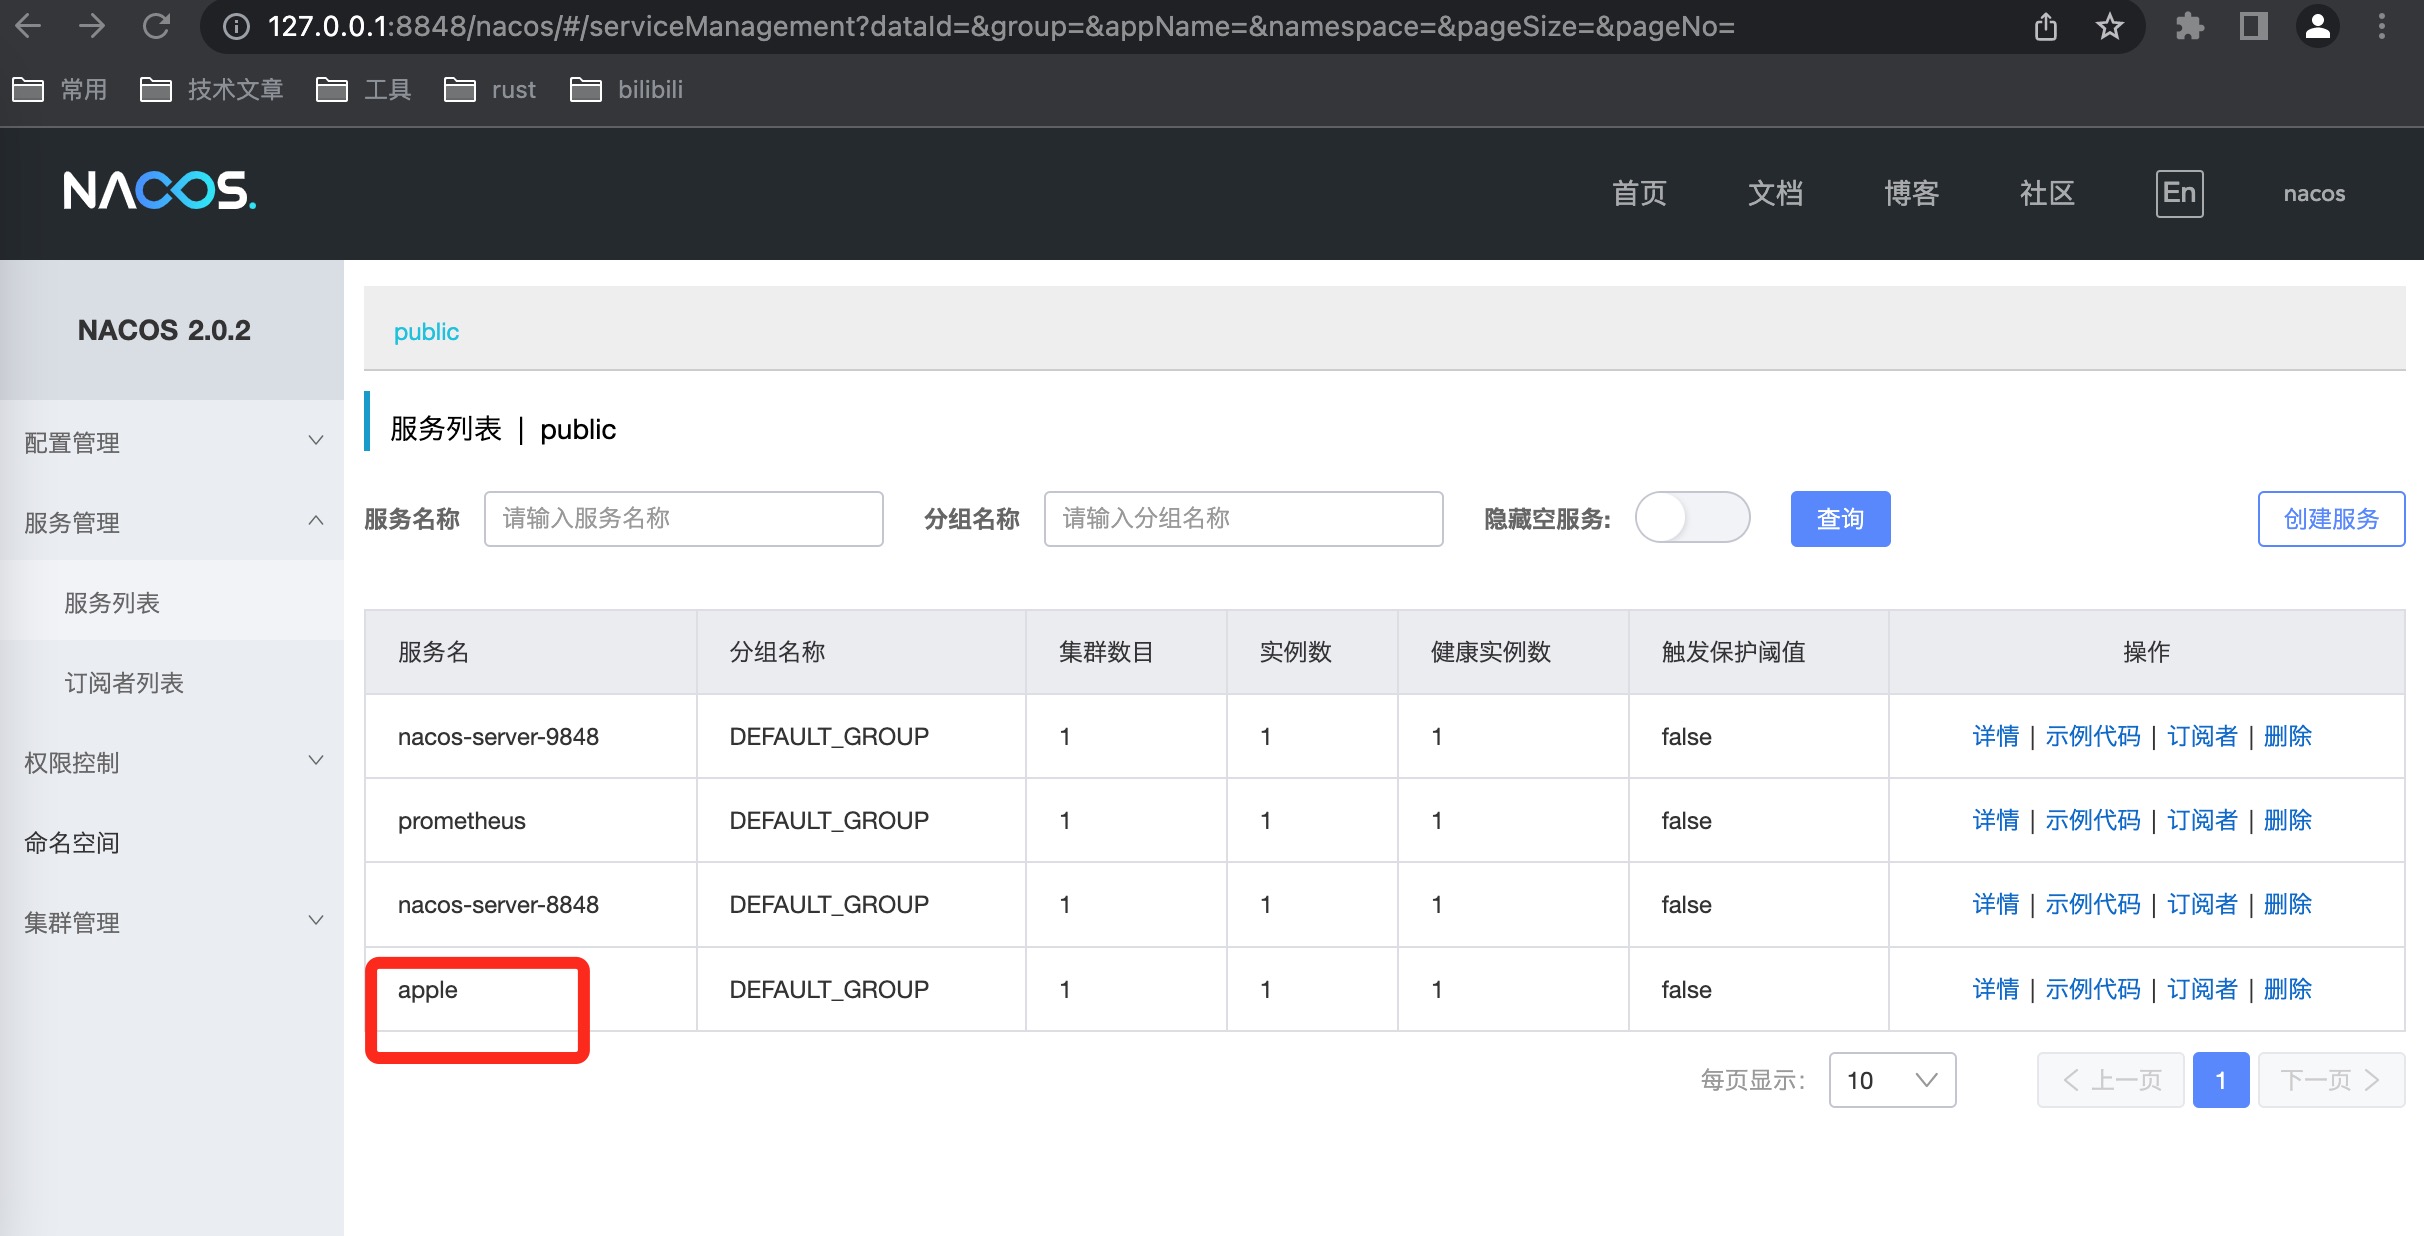 127.0.0.1:8848/nacos/#/serviceManagement?dataId=&group=&appName=&namespace=&pageSize=&pageNo=
常用 技术文章 工具 rust bilibili
NACOS. 首页 文档 博客 社区 En nacos
NACOS 2.0.2
配置管理
服务管理
服务列表
订阅者列表
权限控制
命名空间
集群管理
public
服务列表 | public
服务名称 请输入服务名称 分组名称 请输入分组名称 隐藏空服务: 查询 创建服务
服务名 分组名称 集群数目 实例数 健康实例数 触发保护阈值 操作
nacos-server-9848 DEFAULT_GROUP 1 1 1 false 详情 | 示例代码 | 订阅者 | 删除
prometheus DEFAULT_GROUP 1 1 1 false 详情 | 示例代码 | 订阅者 | 删除
nacos-server-8848 DEFAULT_GROUP 1 1 1 false 详情 | 示例代码 | 订阅者 | 删除
apple DEFAULT_GROUP 1 1 1 false 详情 | 示例代码 | 订阅者 | 删除
每页显示: 10 上一页 1 下一页